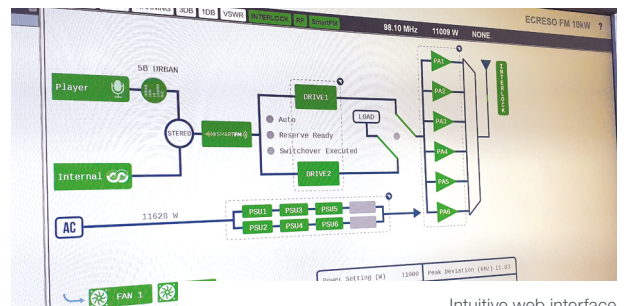 3DB 1DB VSWR INTERLOCK RF SmartFM 98.10 MHz 11009 W NONE ECRESO FM 10kW ?
5B URBAN
Player
DRIVE1
PA1
INTERLOCK
PA2
Auto
LOAD
PA3
STEREO
SMARTFM
Reserve Ready
Switchover Executed
PA4
Internal
DRIVE2
PA5
AC
11628 W
PSU1 PSU3 PSU5
PSU2 PSU4 PSU6
PA6
FAN 1
Power Setting (W) 11000 Peak Deviation (kHz) 11.03
Intuitive web interface